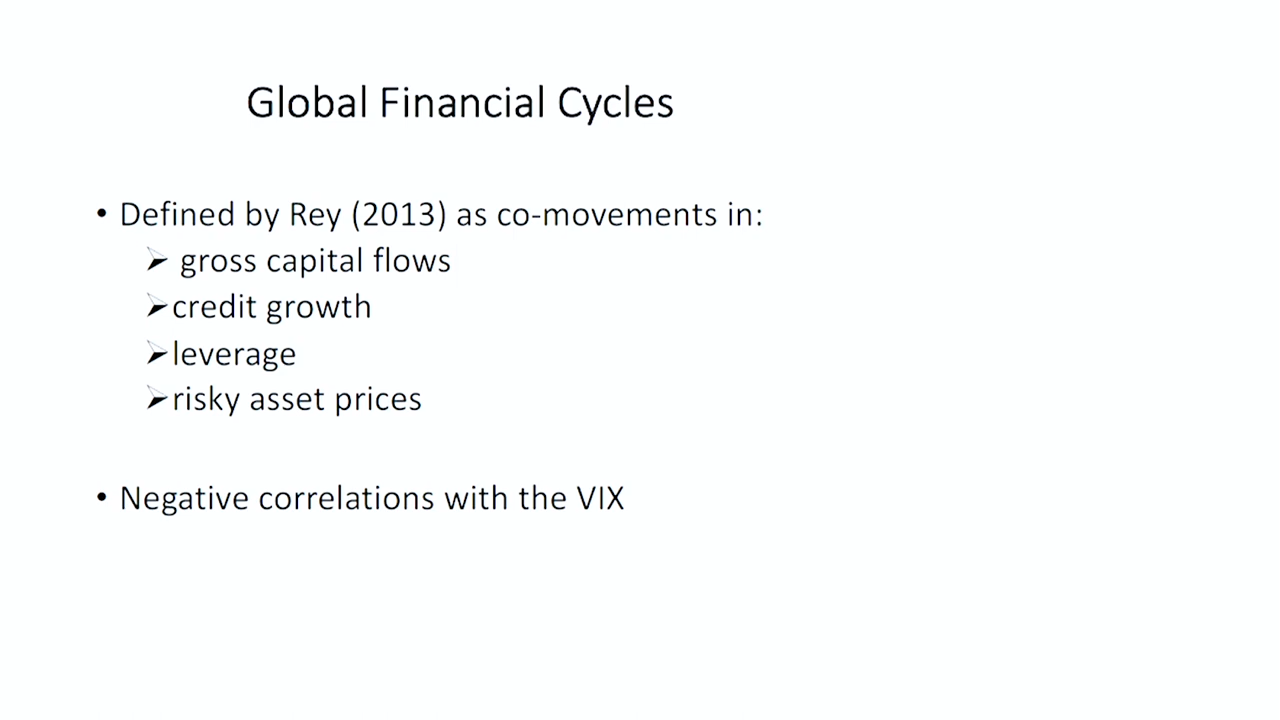 Global Financial Cycles
• Defined by Rey (2013) as co-movements in:
➢ gross capital flows
➢credit growth
➢leverage
➢risky asset prices
• Negative correlations with the VIX